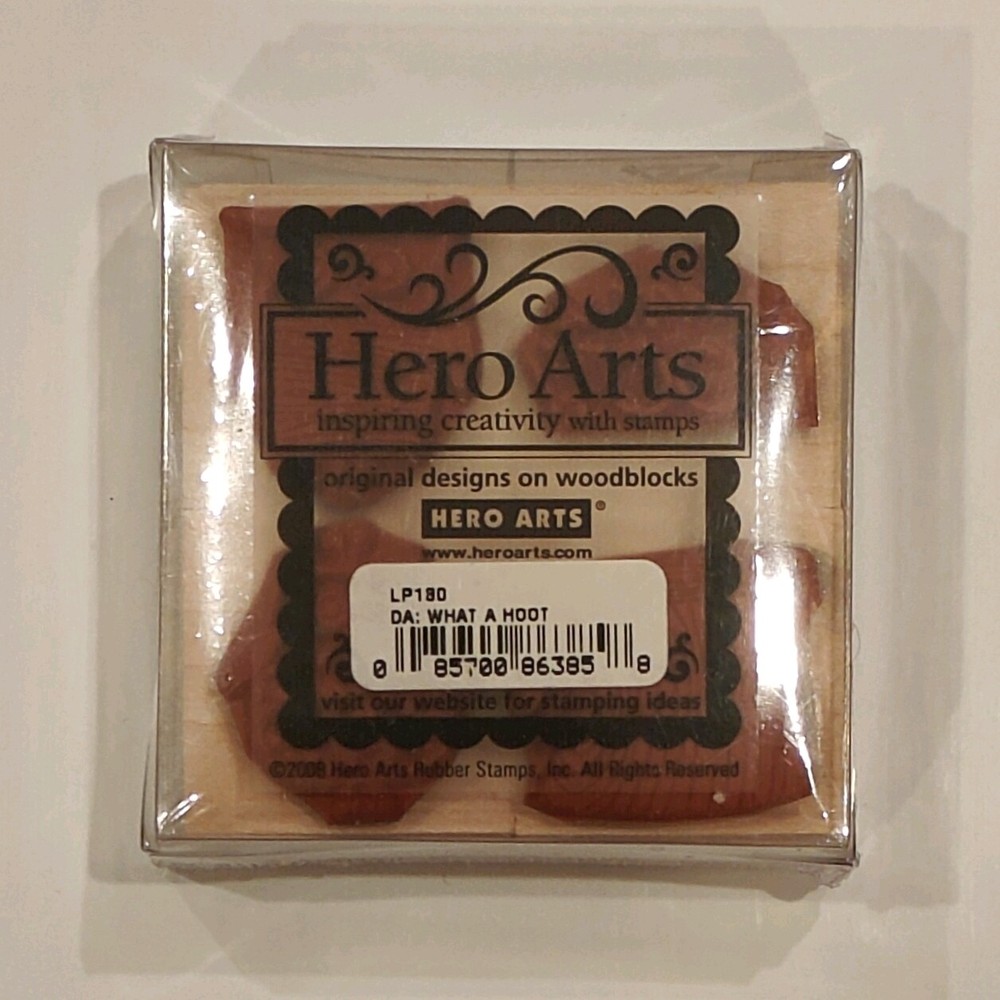 Hero Arts
inspiring creativity with stamps
original designs on woodblocks
HERO ARTS®
www.heroarts.com
LP180
DA: WHAT A HOOT
0 85700 86385 8
visit our website for stamping ideas
©2008 Hero Arts Rubber Stamps, Inc. All Rights Reserved